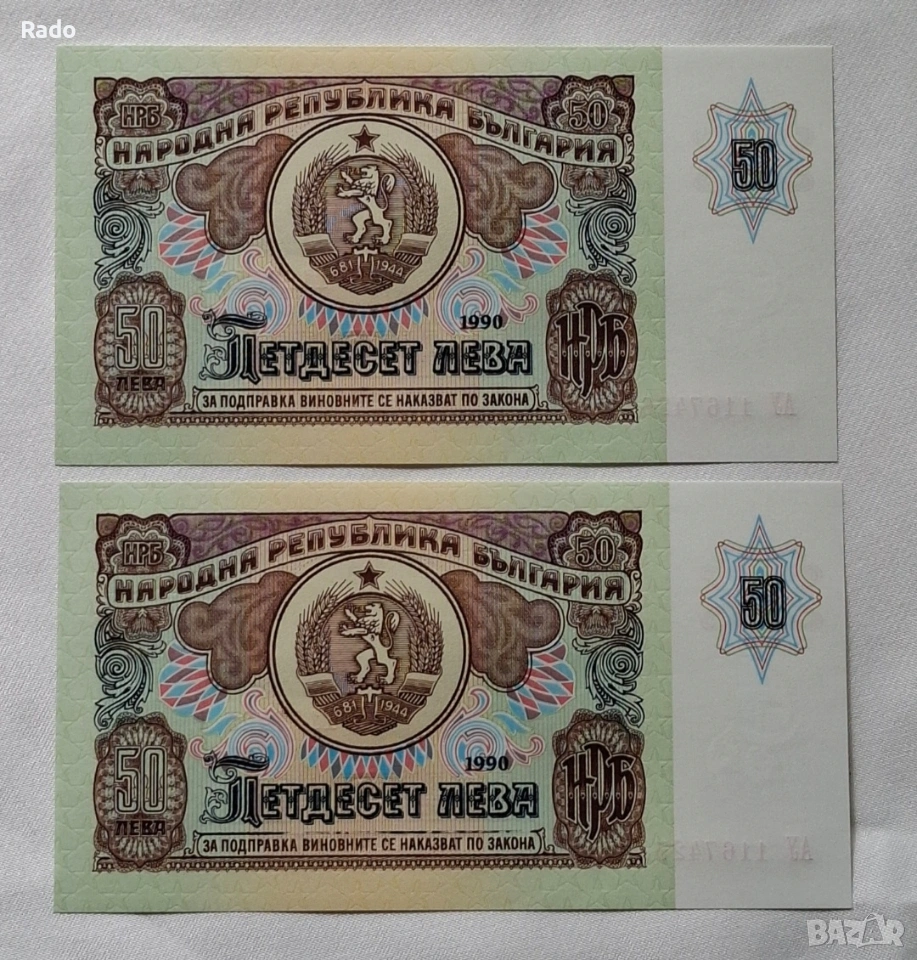 Rado
НРБ
НАРОДНА РЕПУБЛИКА БЪЛГАРИЯ
50
50
681 1944
1990
50
ЛЕВА
ПЕТДЕСЕТ ЛЕВА
НРБ
ЗА ПОДПРАВКА ВИНОВНИТЕ СЕ НАКАЗВАТ ПО ЗАКОНА
НРБ
НАРОДНА РЕПУБЛИКА БЪЛГАРИЯ
50
50
681 1944
1990
50
ЛЕВА
ПЕТДЕСЕТ ЛЕВА
НРБ
ЗА ПОДПРАВКА ВИНОВНИТЕ СЕ НАКАЗВАТ ПО ЗАКОНА
BAZAR